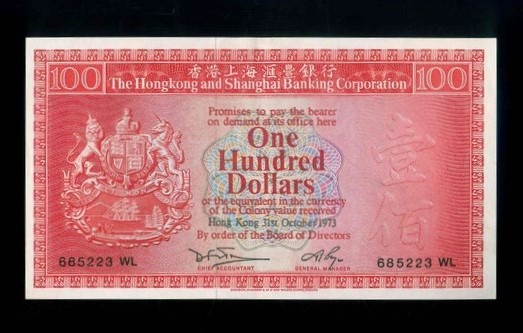 香港上海滙豐銀行
100 The Hongkong and Shanghai Banking Corporation 100
Promises to pay the bearer
on demand at its office here
One
Hundred
Dollars
or the equivalent in the currency
of the Colony value received
Hong Kong 31st October 1973
By order of the Board of Directors
壹
佰
685223 WL
CHIEF ACCOUNTANT
GENERAL MANAGER
685223 WL